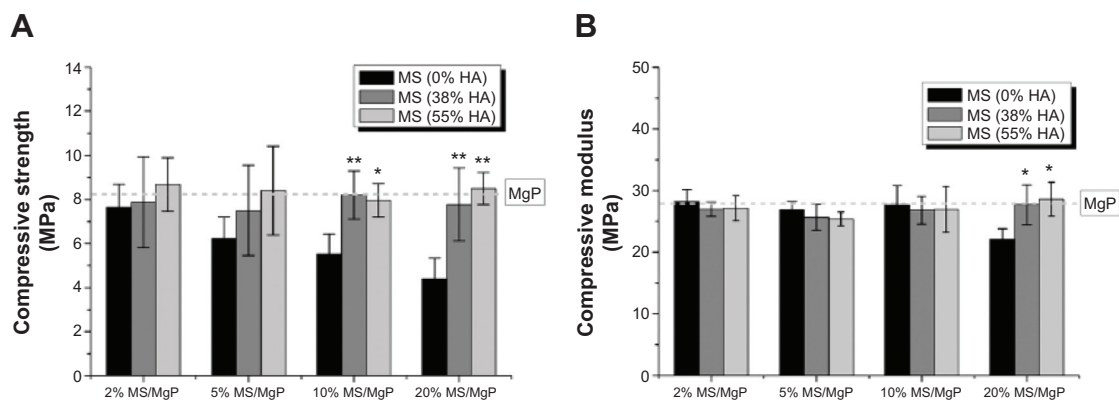 A
Compressive strength
(MPa)
14
12
10
8
6
4
2
0
MS (0% HA)
MS (38% HA)
MS (55% HA)
**
*
**
**
MgP
2% MS/MgP
5% MS/MgP
10% MS/MgP
20% MS/MgP
B
Compressive modulus
(MPa)
50
40
30
20
10
0
MS (0% HA)
MS (38% HA)
MS (55% HA)
*
*
MgP
2% MS/MgP
5% MS/MgP
10% MS/MgP
20% MS/MgP